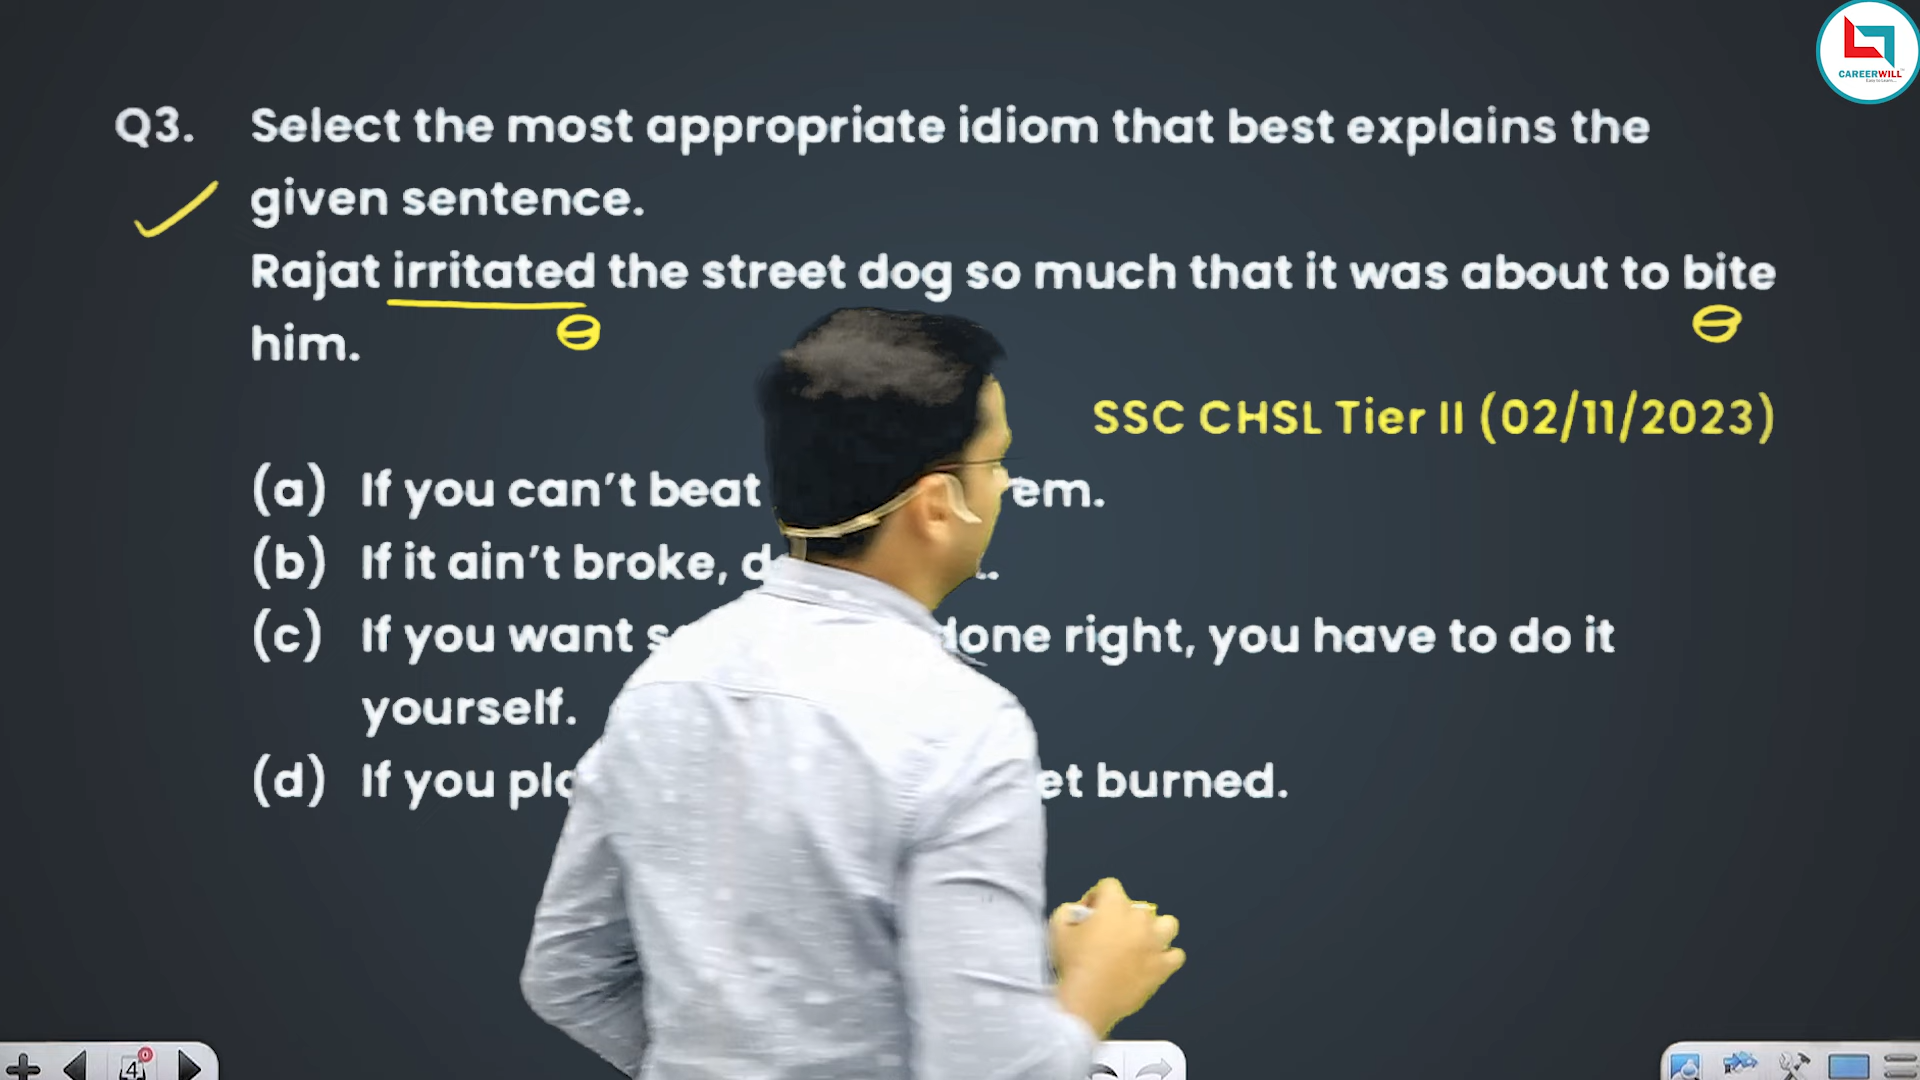 CAREERWILL
Q3. Select the most appropriate idiom that best explains the
given sentence.
Rajat irritated the street dog so much that it was about to bite
him.
SSC CHSL Tier II (02/11/2023)
(a) If you can't beat em.
(b) If it ain't broke,
(c) If you want done right, you have to do it
yourself.
(d) If you burned.
4